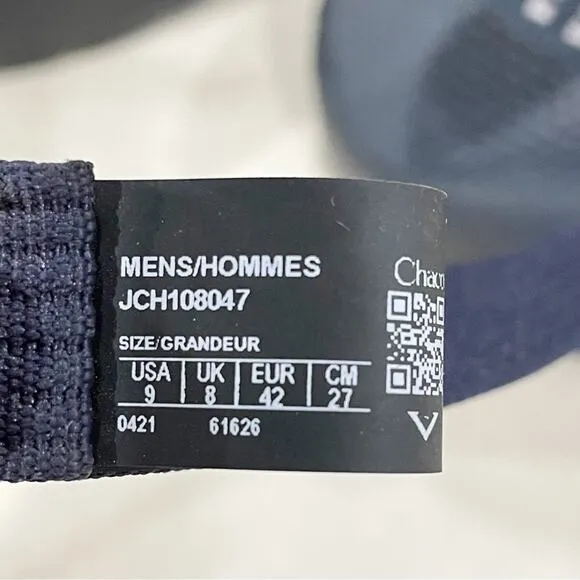 MENS/HOMMES
JCH108047
Chaco
SIZE/GRANDEUR
USA UK EUR CM
9 8 42 27
0421 61626